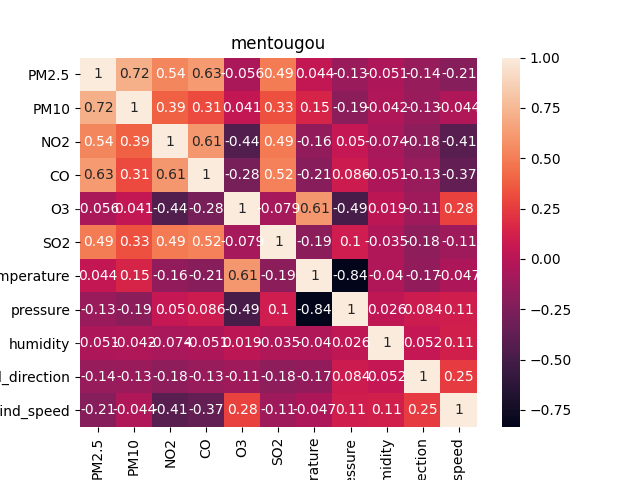 mentougou
PM2.5 1 0.72 0.54 0.63 -0.056 0.49 0.044 -0.13 -0.051 -0.14 -0.21
PM10 0.72 1 0.39 0.31 0.041 0.33 0.15 -0.19 -0.042 -0.13 -0.044
NO2 0.54 0.39 1 0.61 -0.44 0.49 -0.16 0.05 -0.074 -0.18 -0.41
CO 0.63 0.31 0.61 1 -0.28 0.52 -0.21 0.086 -0.051 -0.13 -0.37
O3 -0.056 0.041 -0.44 -0.28 1 -0.079 0.61 -0.49 0.019 -0.11 0.28
SO2 0.49 0.33 0.49 0.52 -0.079 1 -0.19 0.1 -0.035 -0.18 -0.11
mperature 0.044 0.15 -0.16 -0.21 0.61 -0.19 1 -0.84 -0.04 -0.17 -0.047
pressure -0.13 -0.19 0.05 0.086 -0.49 0.1 -0.84 1 0.026 0.084 0.11
humidity -0.051 -0.042 -0.074 -0.051 0.019 -0.035 -0.04 0.026 1 0.052 0.11
d_direction -0.14 -0.13 -0.18 -0.13 -0.11 -0.18 -0.17 0.084 0.052 1 0.25
ind_speed -0.21 -0.044 -0.41 -0.37 0.28 -0.11 -0.047 0.11 0.11 0.25 1
PM2.5 PM10 NO2 CO O3 SO2 rature ssure midity ection speed
1.00
0.75
0.50
0.25
0.00
−0.25
−0.50
−0.75